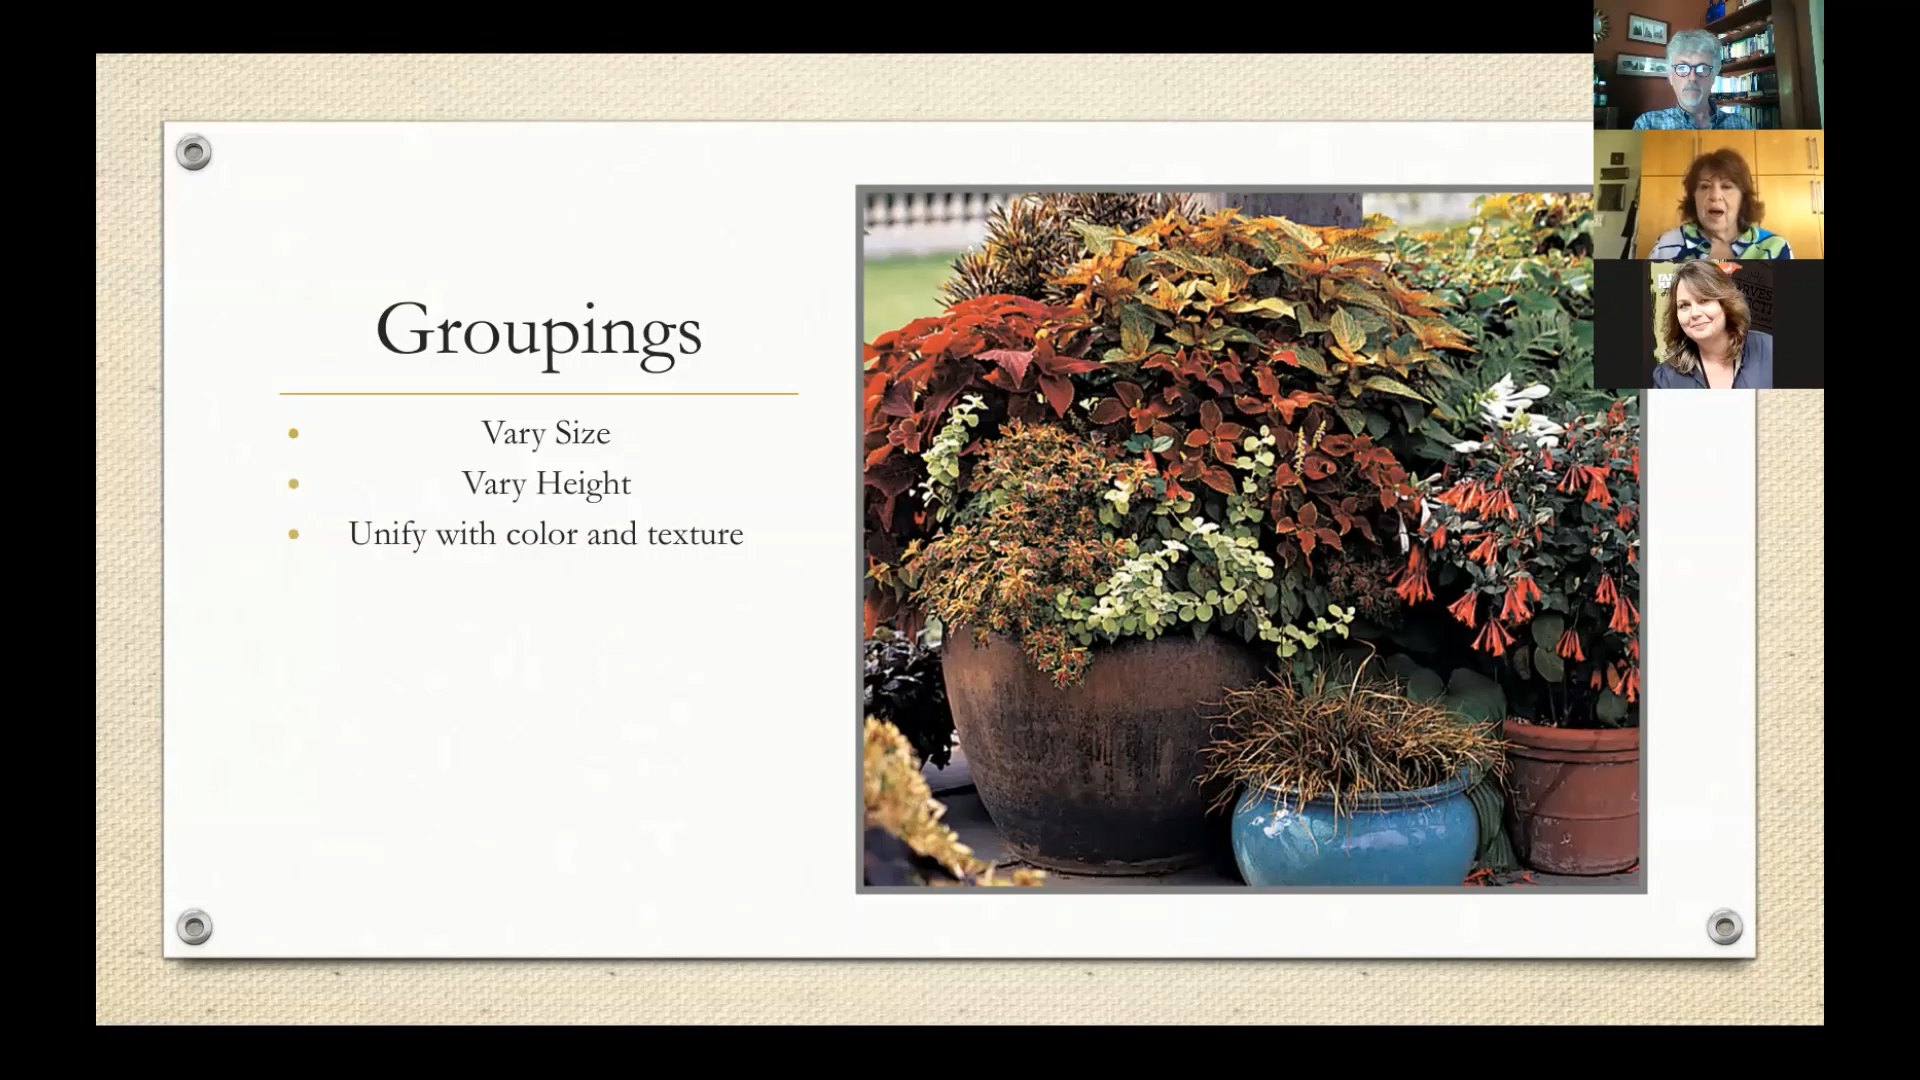 Groupings
Vary Size
Vary Height
Unify with color and texture